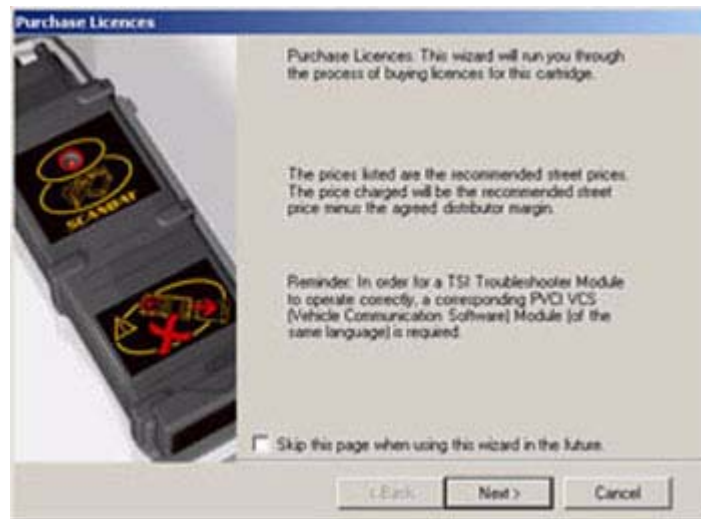 Purchase Licences
Purchase Licences: This wizard will run you through
the process of buying licences for this cartridge.
The prices listed are the recommended street prices.
The price charged will be the recommended street
price minus the agreed distributor margin.
Reminder: In order for a TSI Troubleshooter Module
to operate correctly, a corresponding PVCI VCS
(Vehicle Communication Software) Module (of the
same language) is required.
SCANBAY
Skip this page when using this wizard in the future.
< Back
Next >
Cancel